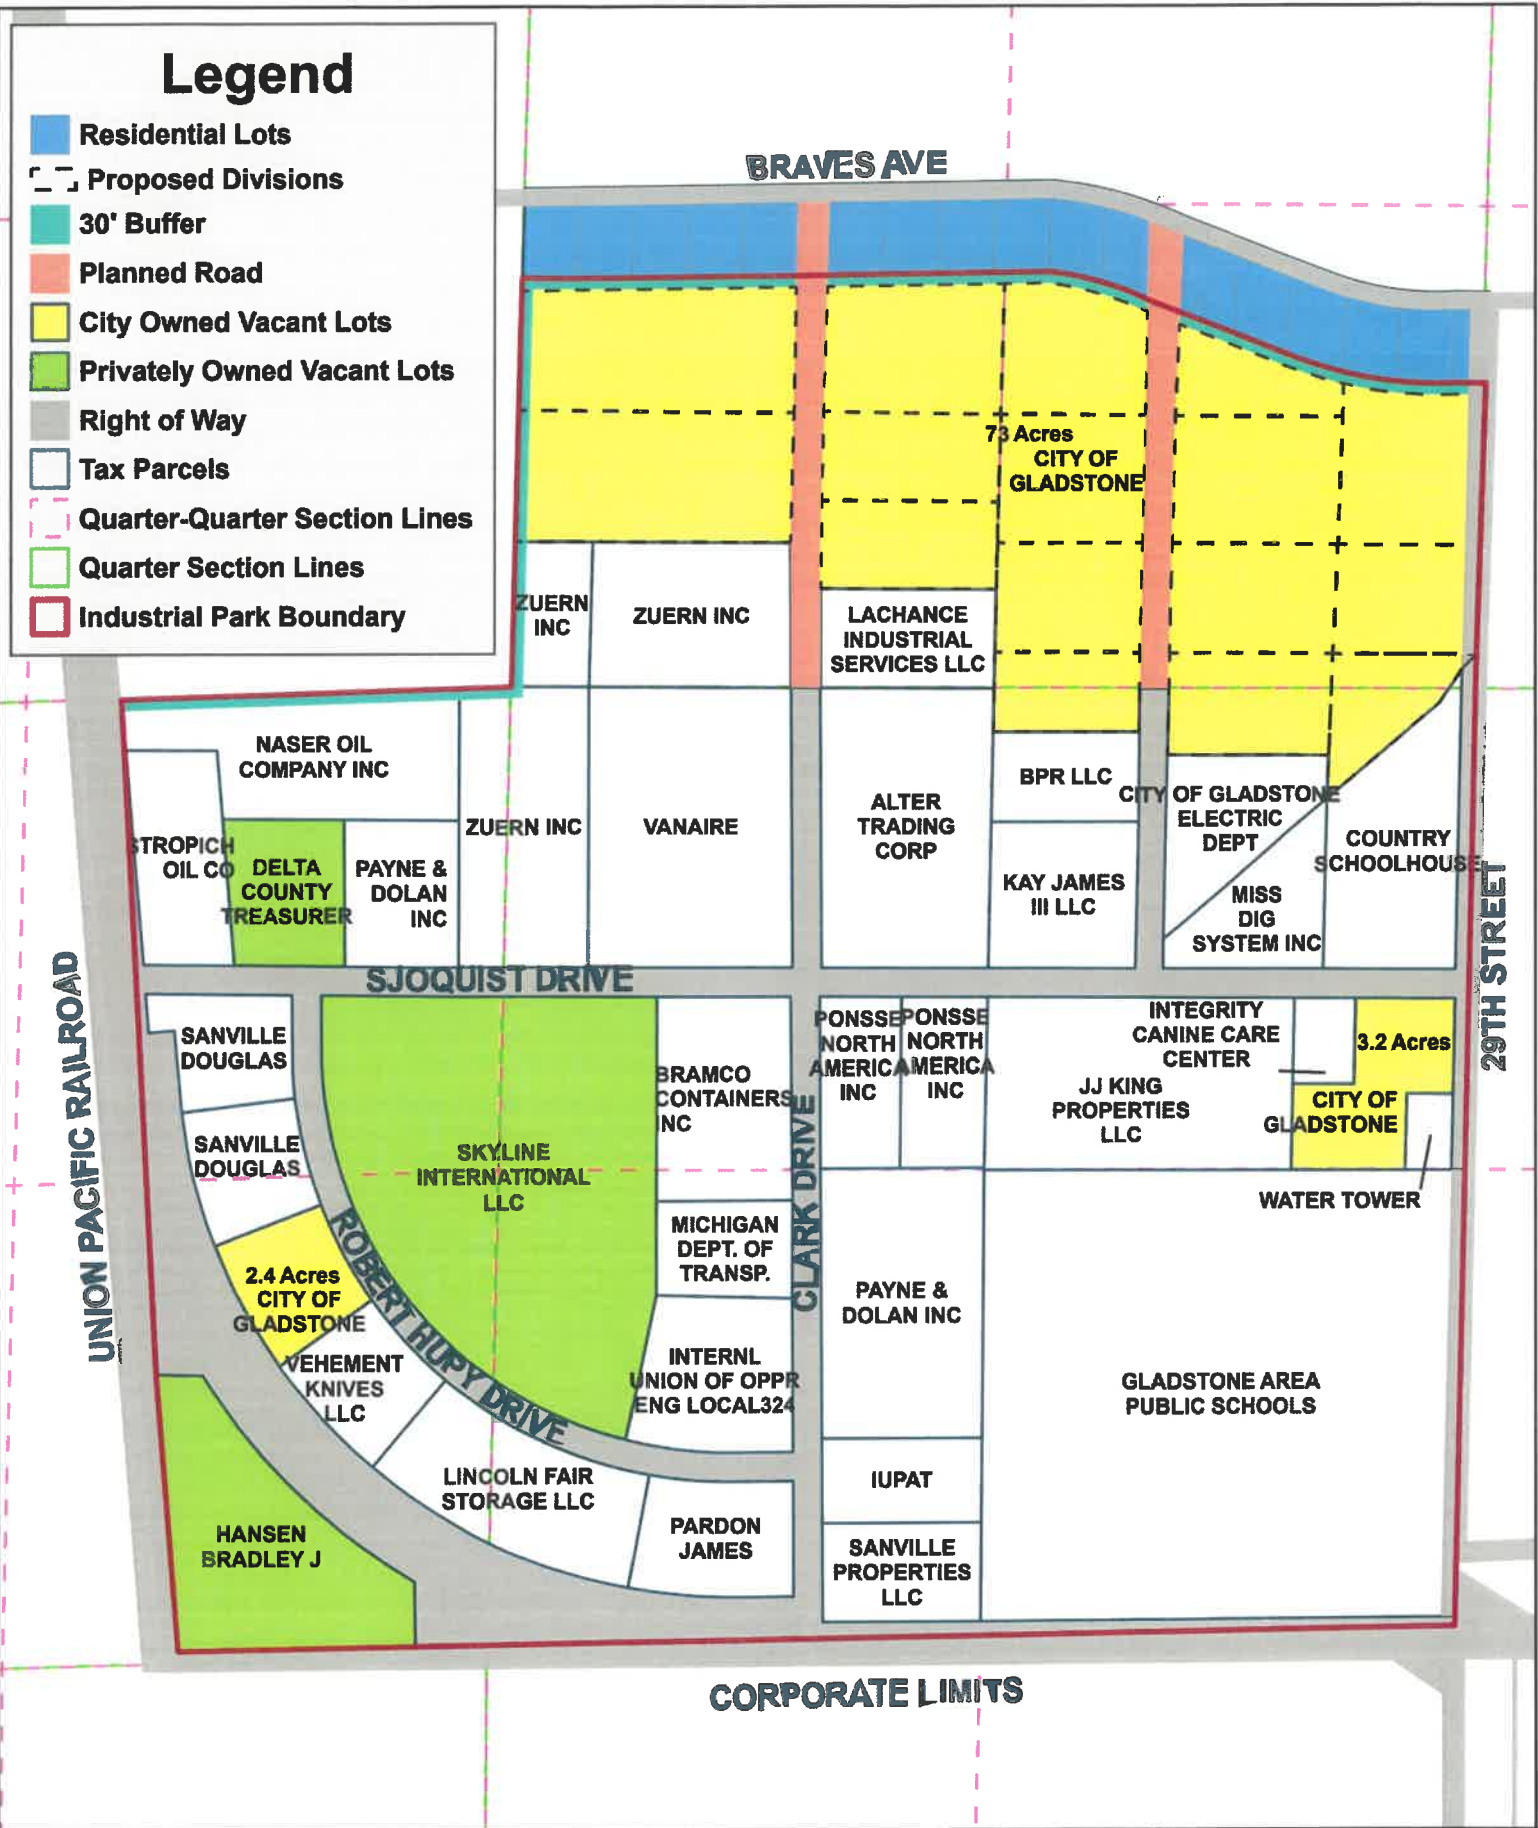 Legend
Residential Lots
Proposed Divisions
30' Buffer
Planned Road
City Owned Vacant Lots
Privately Owned Vacant Lots
Right of Way
Tax Parcels
Quarter-Quarter Section Lines
Quarter Section Lines
Industrial Park Boundary
BRAVES AVE
73 Acres
CITY OF
GLADSTONE
ZUERN
INC
ZUERN INC
LACHANCE
INDUSTRIAL
SERVICES LLC
NASER OIL
COMPANY INC
STROPICH
OIL CO
DELTA
COUNTY
TREASURER
PAYNE &
DOLAN
INC
ZUERN INC
VANAIRE
ALTER
TRADING
CORP
BPR LLC
KAY JAMES
III LLC
CITY OF GLADSTONE
ELECTRIC
DEPT
MISS
DIG
SYSTEM INC
COUNTRY
SCHOOLHOUSE
29TH STREET
SJOQUIST DRIVE
UNION PACIFIC RAILROAD
SANVILLE
DOUGLAS
SANVILLE
DOUGLAS
2.4 Acres
CITY OF
GLADSTONE
VEHEMENT
KNIVES
LLC
ROBERT HUPY DRIVE
SKYLINE
INTERNATIONAL
LLC
BRAMCO
CONTAINERS
INC
MICHIGAN
DEPT. OF
TRANSP.
INTERNL
UNION OF OPPR
ENG LOCAL324
CLARK DRIVE
PONSSE
NORTH
AMERICA
INC
PONSSE
NORTH
AMERICA
INC
JJ KING
PROPERTIES
LLC
INTEGRITY
CANINE CARE
CENTER
3.2 Acres
CITY OF
GLADSTONE
WATER TOWER
PAYNE &
DOLAN INC
GLADSTONE AREA
PUBLIC SCHOOLS
IUPAT
SANVILLE
PROPERTIES
LLC
LINCOLN FAIR
STORAGE LLC
PARDON
JAMES
HANSEN
BRADLEY J
CORPORATE LIMITS